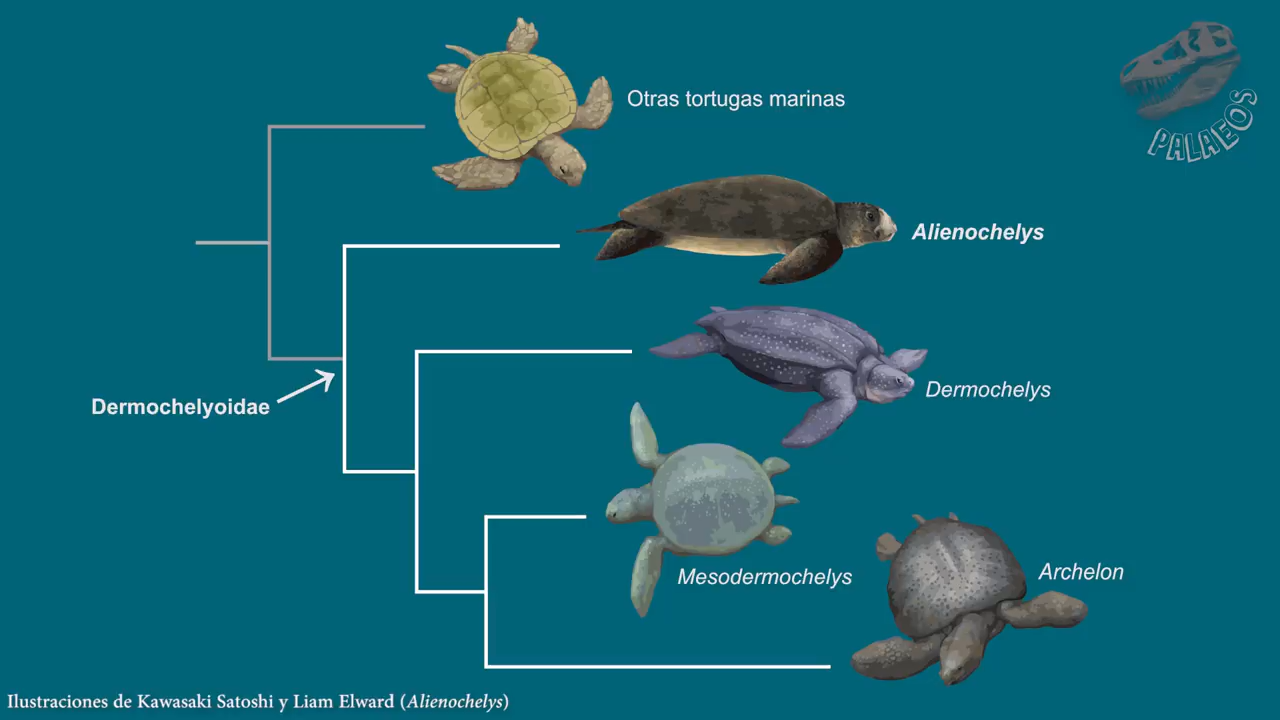 Otras tortugas marinas
PALAEOS
Alienochelys
Dermochelys
Dermochelyoidae
Mesodermochelys
Archelon
Ilustraciones de Kawasaki Satoshi y Liam Elward (Alienochelys)